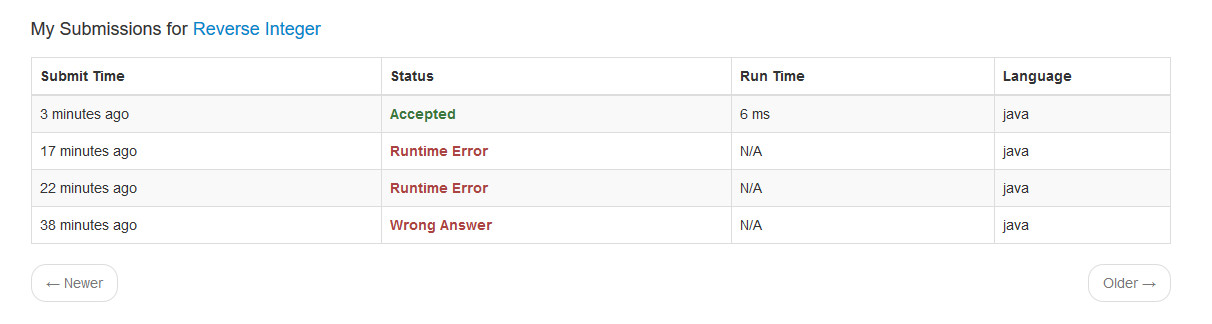 My Submissions for Reverse Integer
Submit Time Status Run Time Language
3 minutes ago Accepted 6 ms java
17 minutes ago Runtime Error N/A java
22 minutes ago Runtime Error N/A java
38 minutes ago Wrong Answer N/A java
← Newer Older →